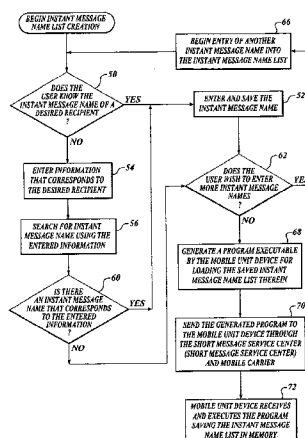 BEGIN INSTANT MESSAGE
NAME LIST CREATION
66
BEGIN ENTRY OF ANOTHER
INSTANT MESSAGE NAME INTO
THE INSTANT NAME LIST
50
DOES THE
USER KNOW THE
INSTANT MESSAGE NAME OF A
DESIRED RECIPIENT
?
YES
NO
52
ENTER AND SAVE THE
INSTANT MESSAGE NAME
54
ENTER INFORMATION
THAT CORRESPONDS TO
THE DESIRED RECIPIENT
56
SEARCH FOR INSTANT
MESSAGE NAME USING THE
ENTERED INFORMATION
60
IS THERE
AN INSTANT MESSAGE
NAME THAT CORRESPONDS
TO THE ENTERED
INFORMATION
?
YES
NO
62
DOES THE
USER WISH TO ENTER
MORE INSTANT MESSAGE
NAMES
?
YES
NO
68
GENERATE A PROGRAM EXECUTABLE
BY THE MOBILE UNIT DEVICE FOR
LOADING THE SAVED INSTANT
MESSAGE NAME LIST THEREIN
70
SEND THE GENERATED PROGRAM TO
THE MOBILE UNIT DEVICE THROUGH
THE SHORT MESSAGE SERVICE CENTER
(SHORT MESSAGE SERVICE CENTER)
AND MOBILE CARRIER
72
MOBILE UNIT DEVICE RECEIVES
AND EXECUTES THE PROGRAM
SAVING THE INSTANT MESSAGE
NAME LIST IN MEMORY